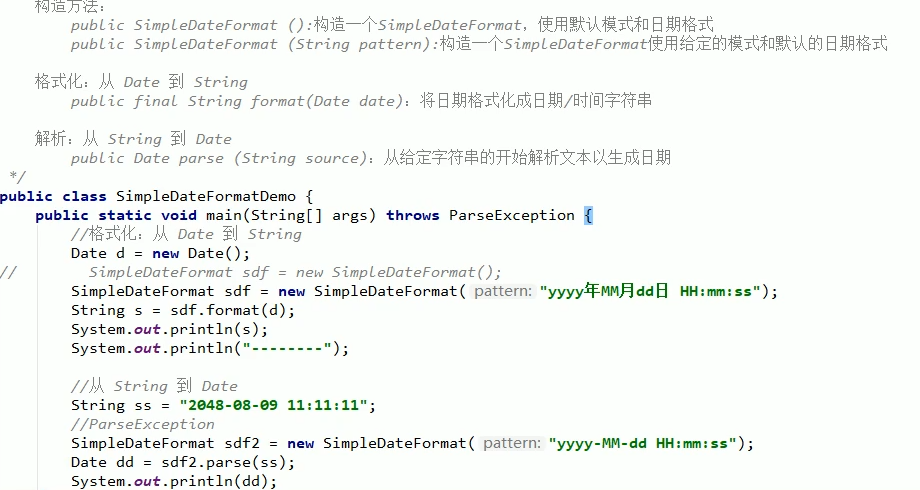 构造方法：
public SimpleDateFormat ():构造一个SimpleDateFormat，使用默认模式和日期格式
public SimpleDateFormat (String pattern):构造一个SimpleDateFormat使用给定的模式和默认的日期格式
格式化：从 Date 到 String
public final String format(Date date)：将日期格式化成日期/时间字符串
解析：从 String 到 Date
public Date parse (String source)：从给定字符串的开始解析文本以生成日期
*/
public class SimpleDateFormatDemo {
public static void main(String[] args) throws ParseException {
//格式化：从 Date 到 String
Date d = new Date();
// SimpleDateFormat sdf = new SimpleDateFormat();
SimpleDateFormat sdf = new SimpleDateFormat( pattern: "yyyy年MM月dd日 HH:mm:ss");
String s = sdf.format(d);
System.out.println(s);
System.out.println("--------");
//从 String 到 Date
String ss = "2048-08-09 11:11:11";
//ParseException
SimpleDateFormat sdf2 = new SimpleDateFormat( pattern: "yyyy-MM-dd HH:mm:ss");
Date dd = sdf2.parse(ss);
System.out.println(dd);